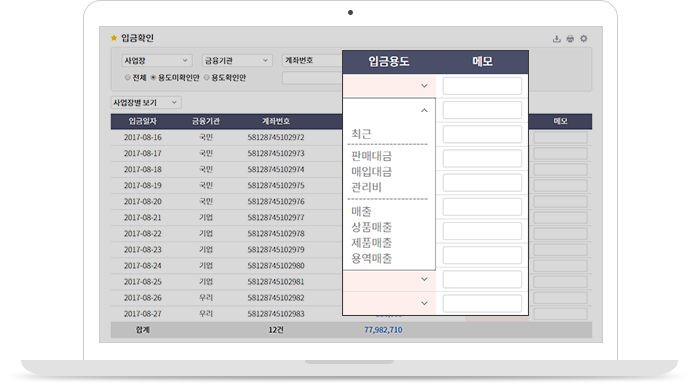 입금확인
사업장 금융기관 계좌번호
전체 용도미확인만 용도확인만
사업장별 보기
입금용도 메모
최근
판매대금
매입대금
관리비
매출
상품매출
제품매출
용역매출
입금일자 금융기관 계좌번호 메모
2017-08-16 국민 58128745102972
2017-08-17 국민 58128745102973
2017-08-18 국민 58128745102974
2017-08-19 국민 58128745102975
2017-08-20 국민 58128745102976
2017-08-21 기업 58128745102977
2017-08-22 기업 58128745102978
2017-08-23 기업 58128745102979
2017-08-24 기업 58128745102980
2017-08-25 기업 58128745102981
2017-08-26 우리 58128745102982
2017-08-27 우리 58128745102983
합계 12건 77,982,710